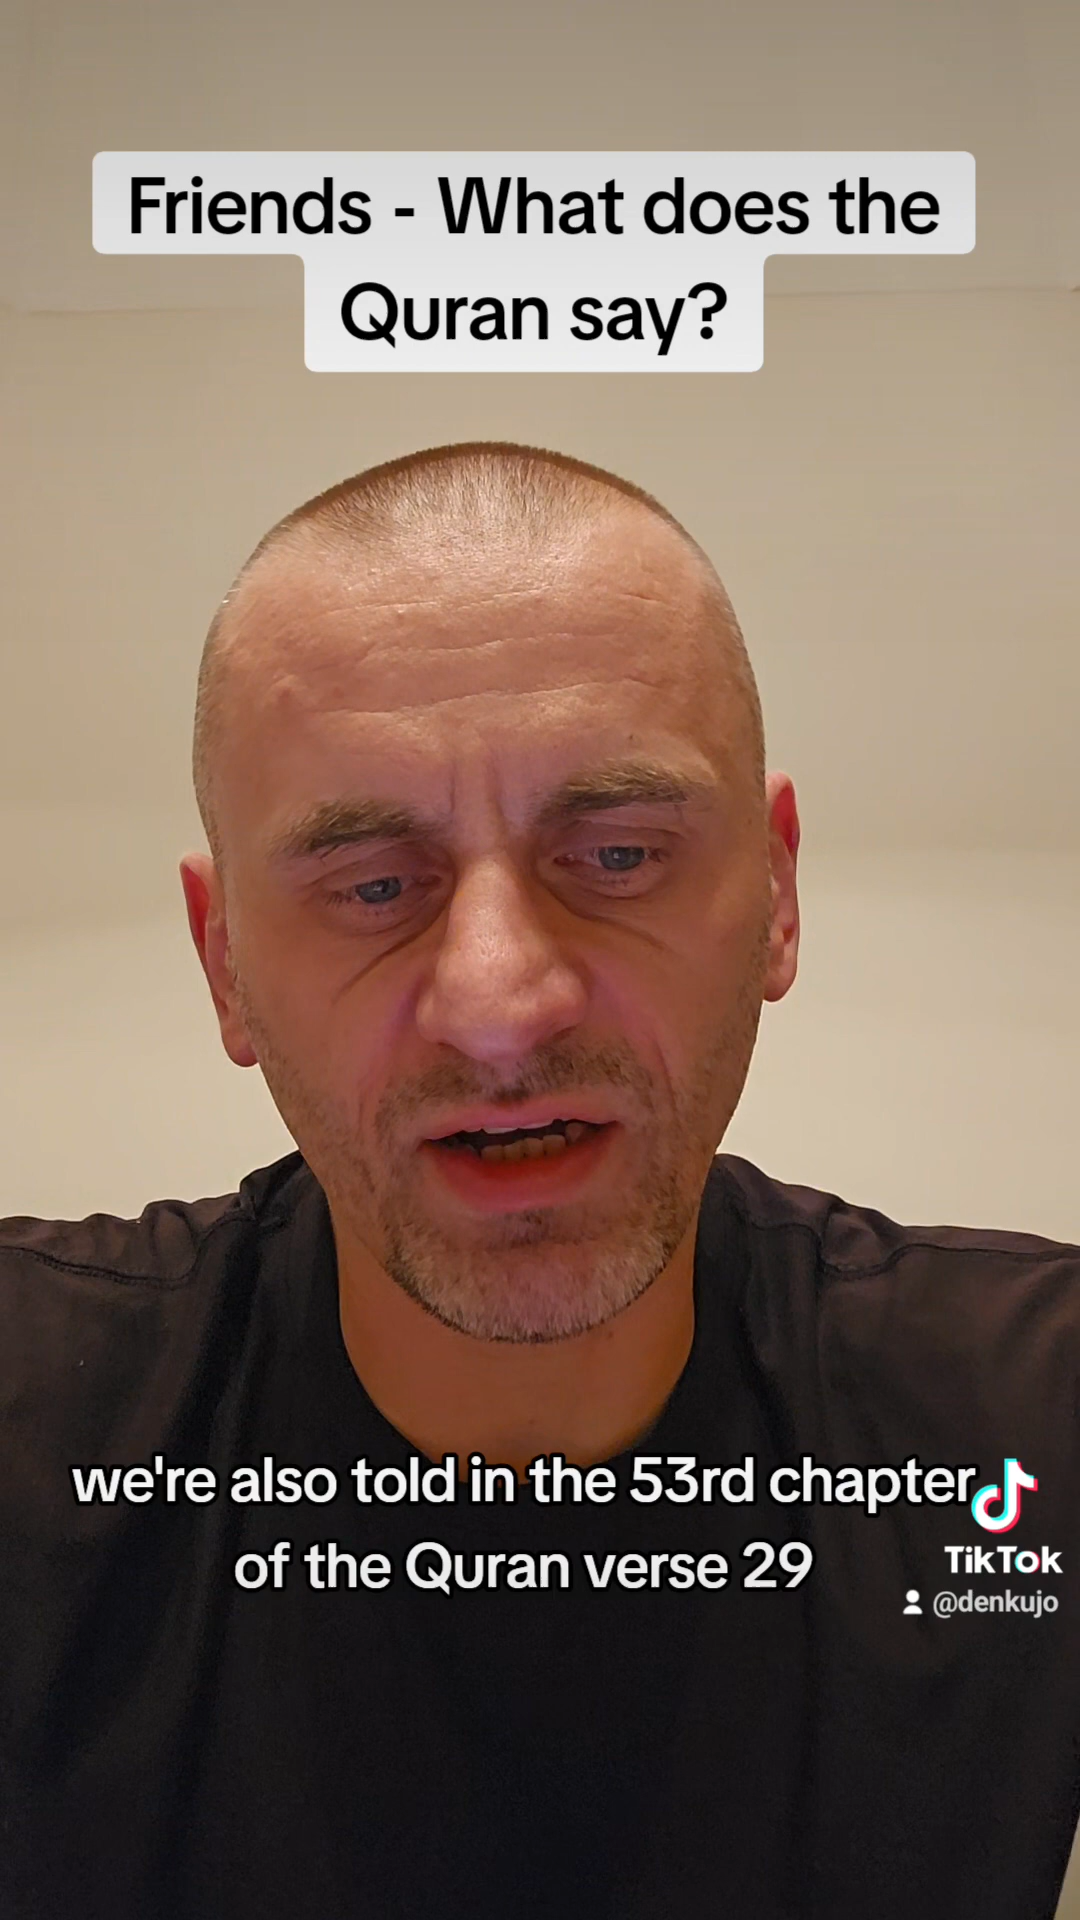 Friends - What does the
Quran say?
we're also told in the 53rd chapter
of the Quran verse 29
TikTok
@denkujo